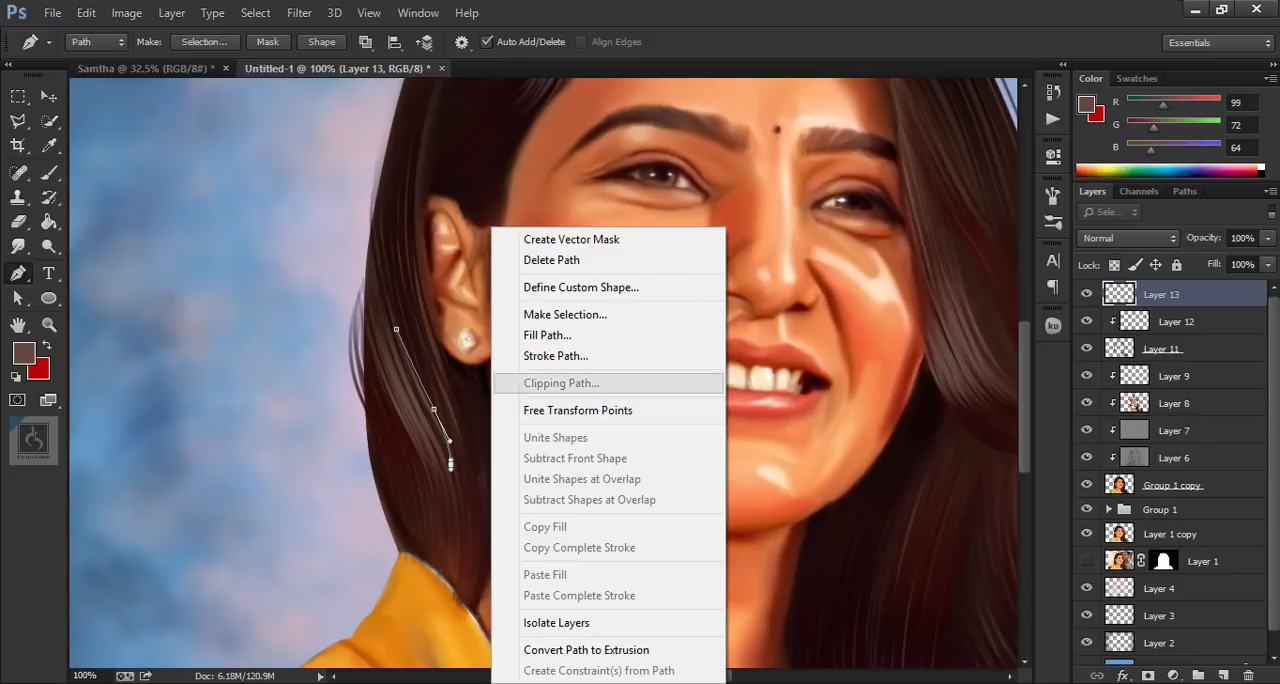 Ps File Edit Image Layer Type Select Filter 3D View Window Help
Path Make: Selection... Mask Shape Auto Add/Delete Align Edges Essentials
Samtha @ 32.5% (RGB/8#) * × Untitled-1 @ 100% (Layer 13, RGB/8) * ×
Color Swatches
R 99
G 72
B 64
Layers Channels Paths
Sele...
Normal Opacity: 100%
Lock: Fill: 100%
Layer 13
Layer 12
Layer 11
Layer 9
Layer 8
Layer 7
Layer 6
Group 1 copy
Group 1
Layer 1 copy
Layer 1
Layer 4
Layer 3
Layer 2
fx
A
T
ku
Create Vector Mask
Delete Path
Define Custom Shape...
Make Selection...
Fill Path...
Stroke Path...
Clipping Path...
Free Transform Points
Unite Shapes
Subtract Front Shape
Unite Shapes at Overlap
Subtract Shapes at Overlap
Copy Fill
Copy Complete Stroke
Paste Fill
Paste Complete Stroke
Isolate Layers
Convert Path to Extrusion
Create Constraint(s) from Path
100% Doc: 6.18M/120.9M